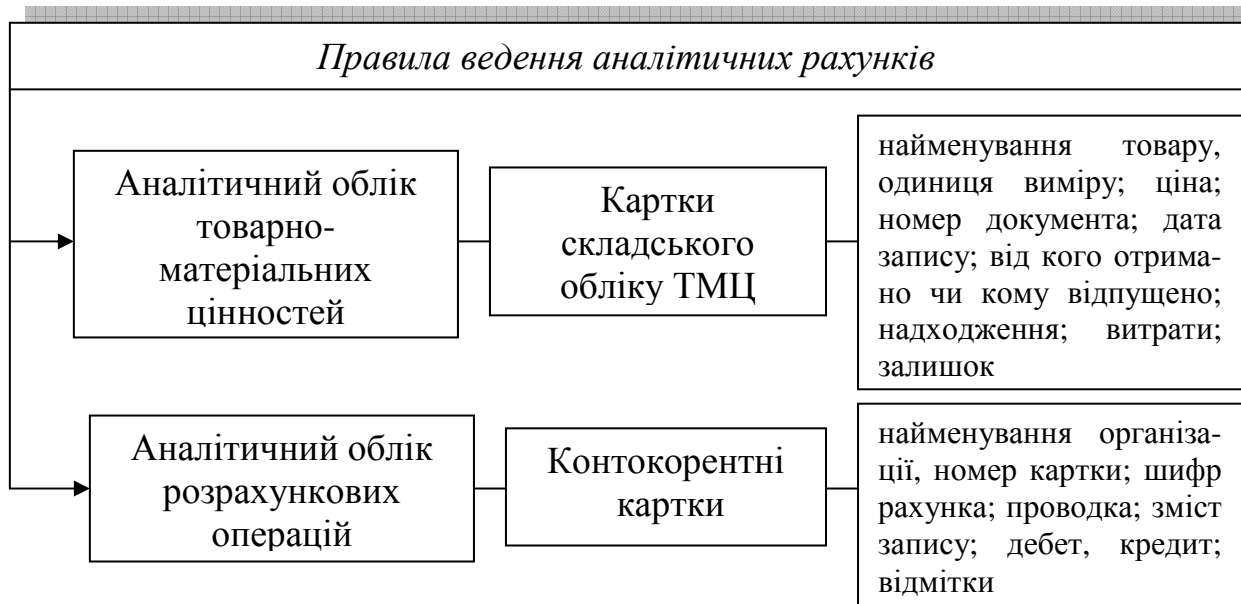 Правила ведення аналітичних рахунків
Аналітичний облік
товарно-
матеріальних
цінностей
Картки
складського
обліку ТМЦ
найменування товару,
одиниця виміру; ціна;
номер документа; дата
запису; від кого отрима-
но чи кому відпущено;
надходження; витрати;
залишок
Аналітичний облік
розрахункових
операцій
Контокорентні
картки
найменування організа-
ції, номер картки; шифр
рахунка; проводка; зміст
запису; дебет, кредит;
відмітки